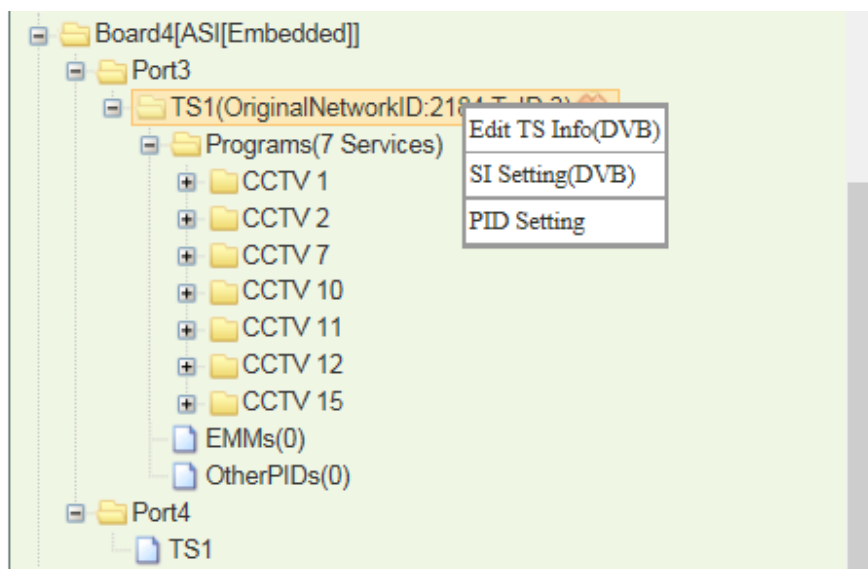 Board4[ASI[Embedded]]
Port3
TS1(OriginalNetworkID:218
Edit TS Info(DVB)
Programs(7 Services)
SI Setting(DVB)
CCTV 1
PID Setting
CCTV 2
CCTV 7
CCTV 10
CCTV 11
CCTV 12
CCTV 15
EMMs(0)
OtherPIDs(0)
Port4
TS1